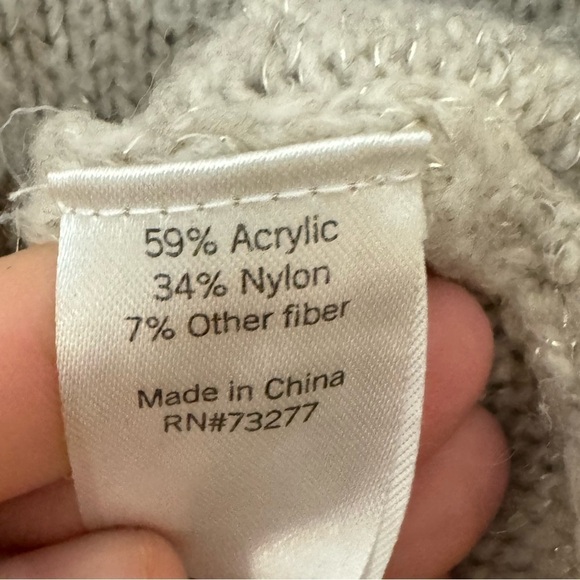 59% Acrylic
34% Nylon
7% Other fiber
Made in China
RN#73277